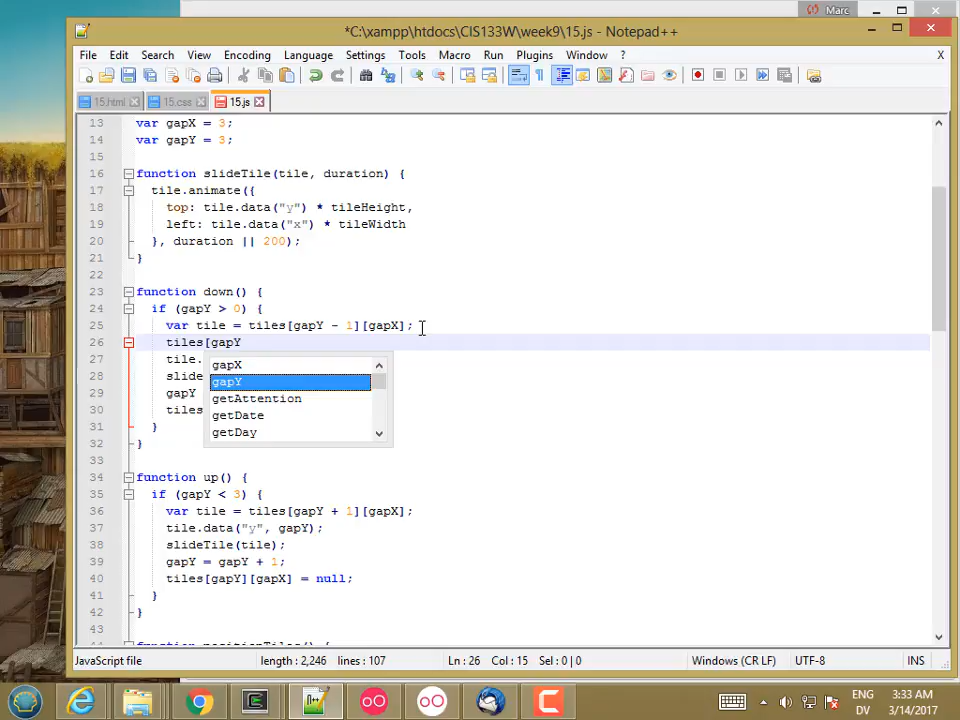 Marc
*C:\xampp\htdocs\CIS133W\week9\15.js - Notepad++
File Edit Search View Encoding Language Settings Tools Macro Run Plugins Window ? X
15.html 15.css 15.js
13 var gapX = 3;
14 var gapY = 3;
15
16 function slideTile(tile, duration) {
17 tile.animate({
18 top: tile.data("y") * tileHeight,
19 left: tile.data("x") * tileWidth
20 }, duration || 200);
21 }
22
23 function down() {
24 if (gapY > 0) {
25 var tile = tiles[gapY - 1][gapX];
26 tiles[gapY
27 tile.
28 slide
29 gapY
30 tiles
31 }
32 }
33
34 function up() {
35 if (gapY < 3) {
36 var tile = tiles[gapY + 1][gapX];
37 tile.data("y", gapY);
38 slideTile(tile);
39 gapY = gapY + 1;
40 tiles[gapY][gapX] = null;
41 }
42 }
43
gapX
gapY
getAttention
getDate
getDay
JavaScript file length : 2,246 lines : 107 Ln : 26 Col : 15 Sel : 0 | 0 Windows (CR LF) UTF-8 INS
ENG 3:33 AM
DV 3/14/2017